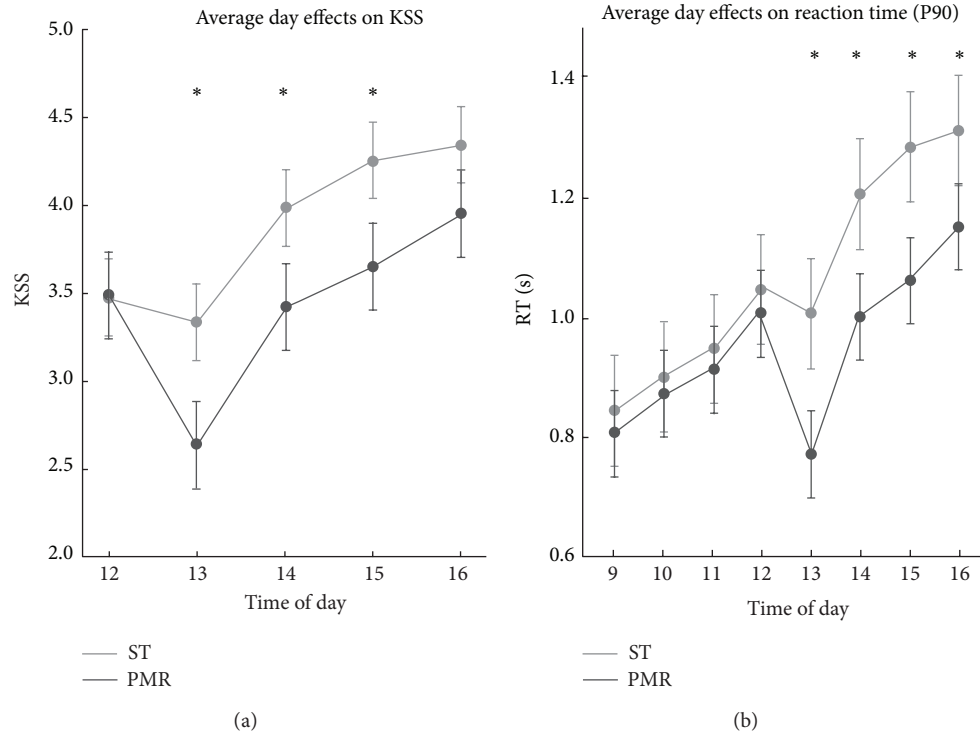 Average day effects on KSS
5.0
4.5
4.0
3.5
3.0
2.5
2.0
KSS
* * *
12 13 14 15 16
Time of day
ST
PMR
(a)
Average day effects on reaction time (P90)
1.4
1.2
1.0
0.8
0.6
RT (s)
* * * *
9 10 11 12 13 14 15 16
Time of day
ST
PMR
(b)